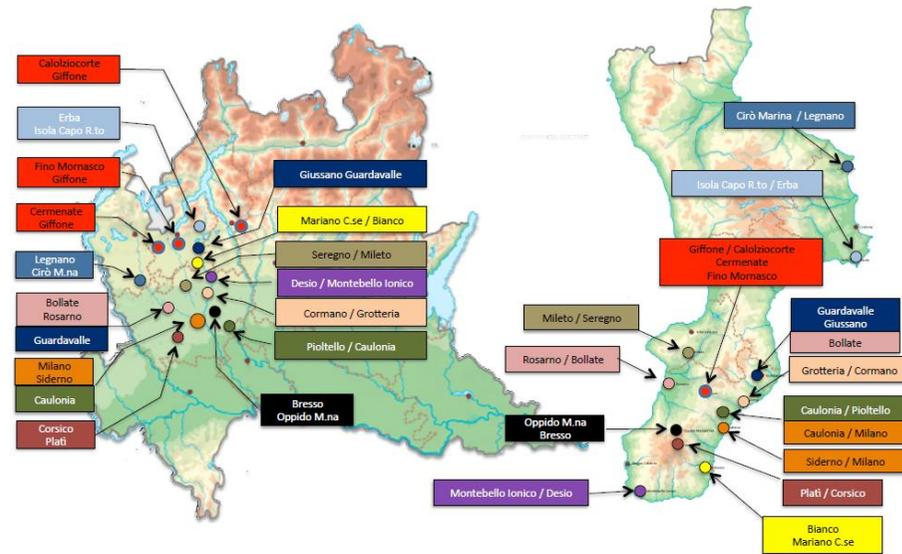 Calolziocorte
Giffone
Erba
Isola Capo R.to
Fino Mornasco
Giffone
Cermenate
Giffone
Legnano
Cirò M.na
Bollate
Rosarno
Guardavalle
Milano
Siderno
Caulonia
Corsico
Platì
Giussano Guardavalle
Mariano C.se / Bianco
Seregno / Mileto
Desio / Montebello Ionico
Cormano / Grotteria
Pioltello / Caulonia
Bresso
Oppido M.na
Cirò Marina / Legnano
Isola Capo R.to / Erba
Giffone / Calolziocorte
Cermenate
Fino Mornasco
Mileto / Seregno
Rosarno / Bollate
Oppido M.na
Bresso
Montebello Ionico / Desio
Guardavalle
Giussano
Bollate
Grotteria / Cormano
Caulonia / Pioltello
Caulonia / Milano
Siderno / Milano
Platì / Corsico
Bianco
Mariano C.se